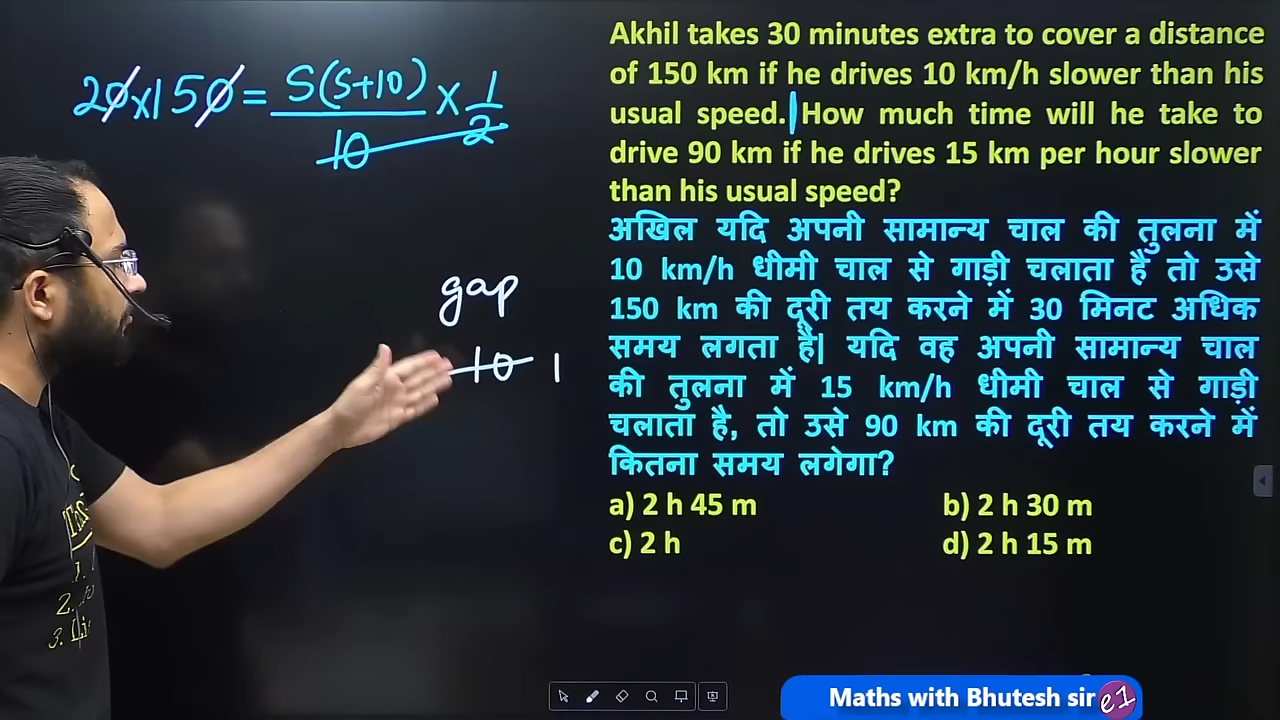 20x150 = S(S+10)/10 x 1/2
gap
10 1
Akhil takes 30 minutes extra to cover a distance
of 150 km if he drives 10 km/h slower than his
usual speed. How much time will he take to
drive 90 km if he drives 15 km per hour slower
than his usual speed?
अखिल यदि अपनी सामान्य चाल की तुलना में
10 km/h धीमी चाल से गाड़ी चलाता है तो उसे
150 km की दूरी तय करने में 30 मिनट अधिक
समय लगता है| यदि वह अपनी सामान्य चाल
की तुलना में 15 km/h धीमी चाल से गाड़ी
चलाता है, तो उसे 90 km की दूरी तय करने में
कितना समय लगेगा?
a) 2 h 45 m b) 2 h 30 m
c) 2 h d) 2 h 15 m
Maths with Bhutesh sir e1